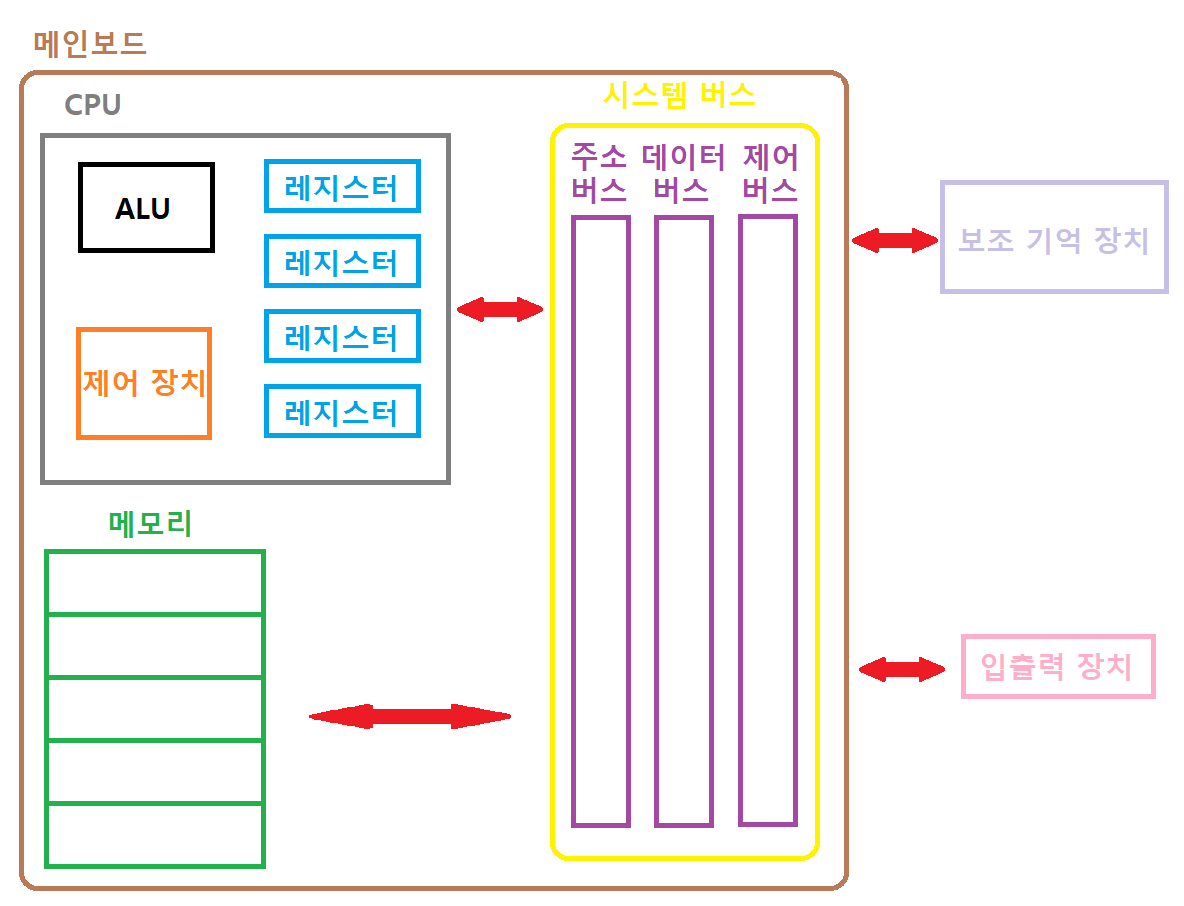 메인보드
CPU
시스템 버스
ALU
레지스터
레지스터
레지스터
레지스터
제어 장치
주소
버스
데이터
버스
제어
버스
보조 기억 장치
메모리
입츨력 장치